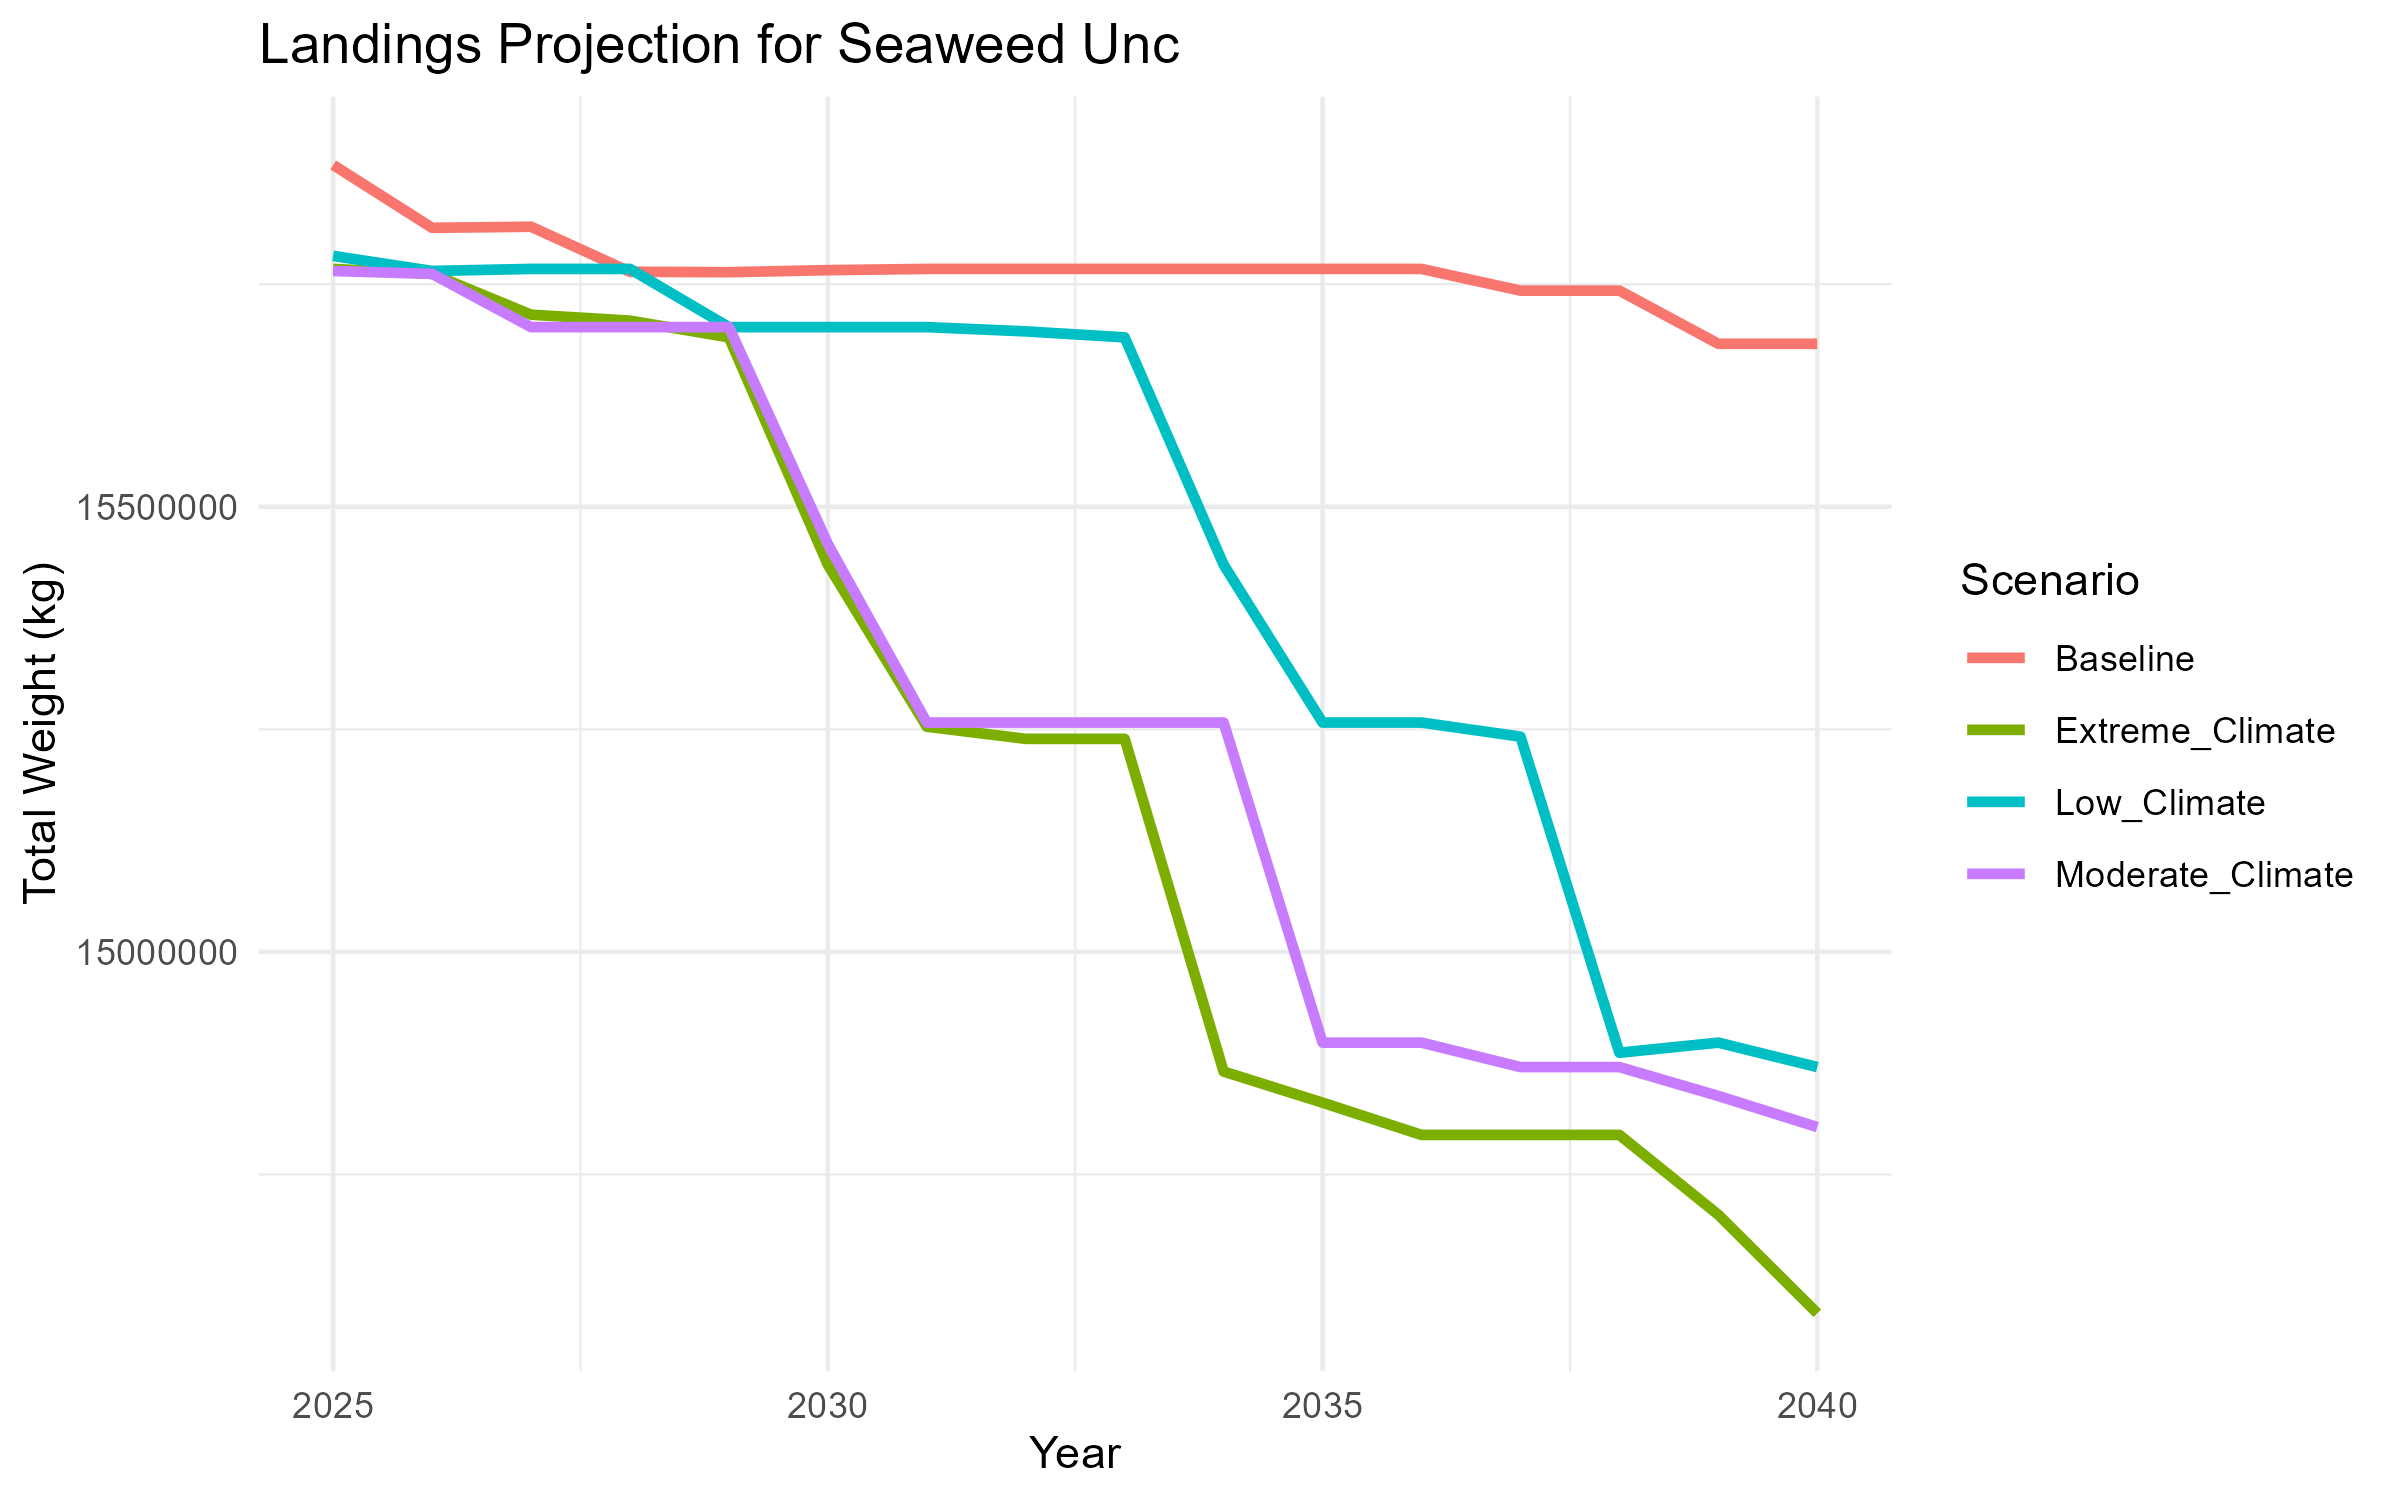 Landings Projection for Seaweed Unc
Total Weight (kg)
15500000
15000000
2025
2030
2035
2040
Year
Scenario
Baseline
Extreme_Climate
Low_Climate
Moderate_Climate